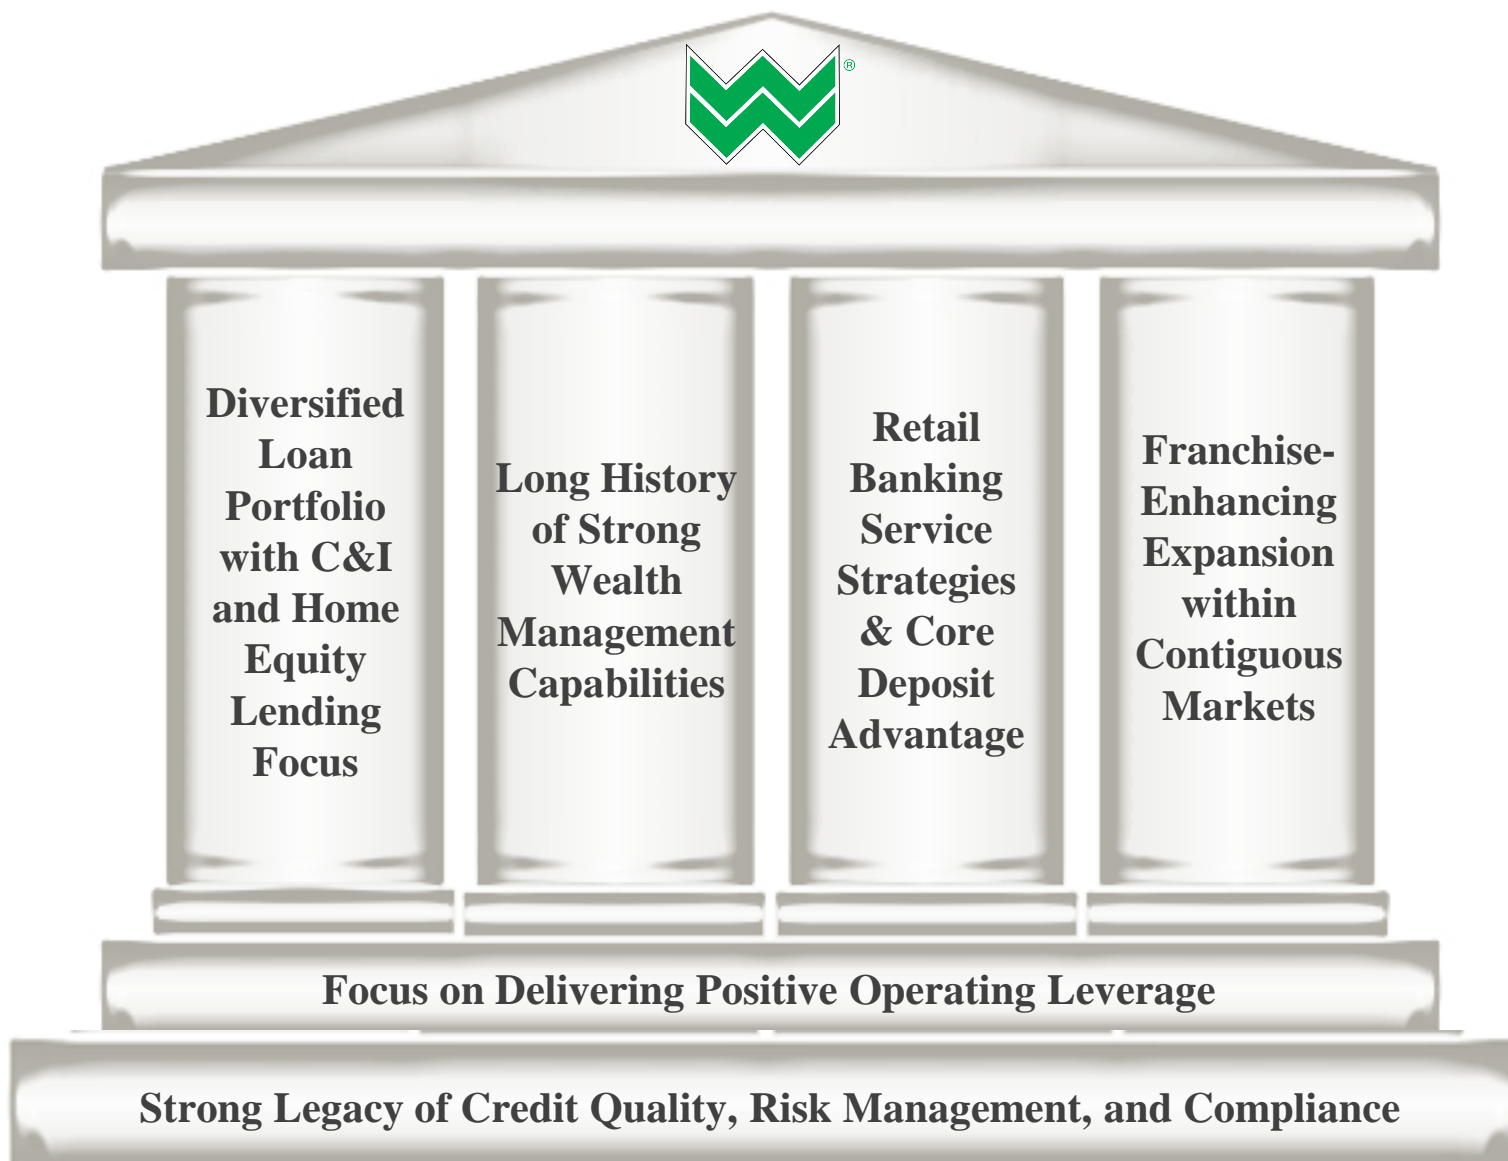 ®
Diversified
Loan
Portfolio
with C&I
and Home
Equity
Lending
Focus
Long History
of Strong
Wealth
Management
Capabilities
Retail
Banking
Service
Strategies
& Core
Deposit
Advantage
Franchise-
Enhancing
Expansion
within
Contiguous
Markets
Focus on Delivering Positive Operating Leverage
Strong Legacy of Credit Quality, Risk Management, and Compliance